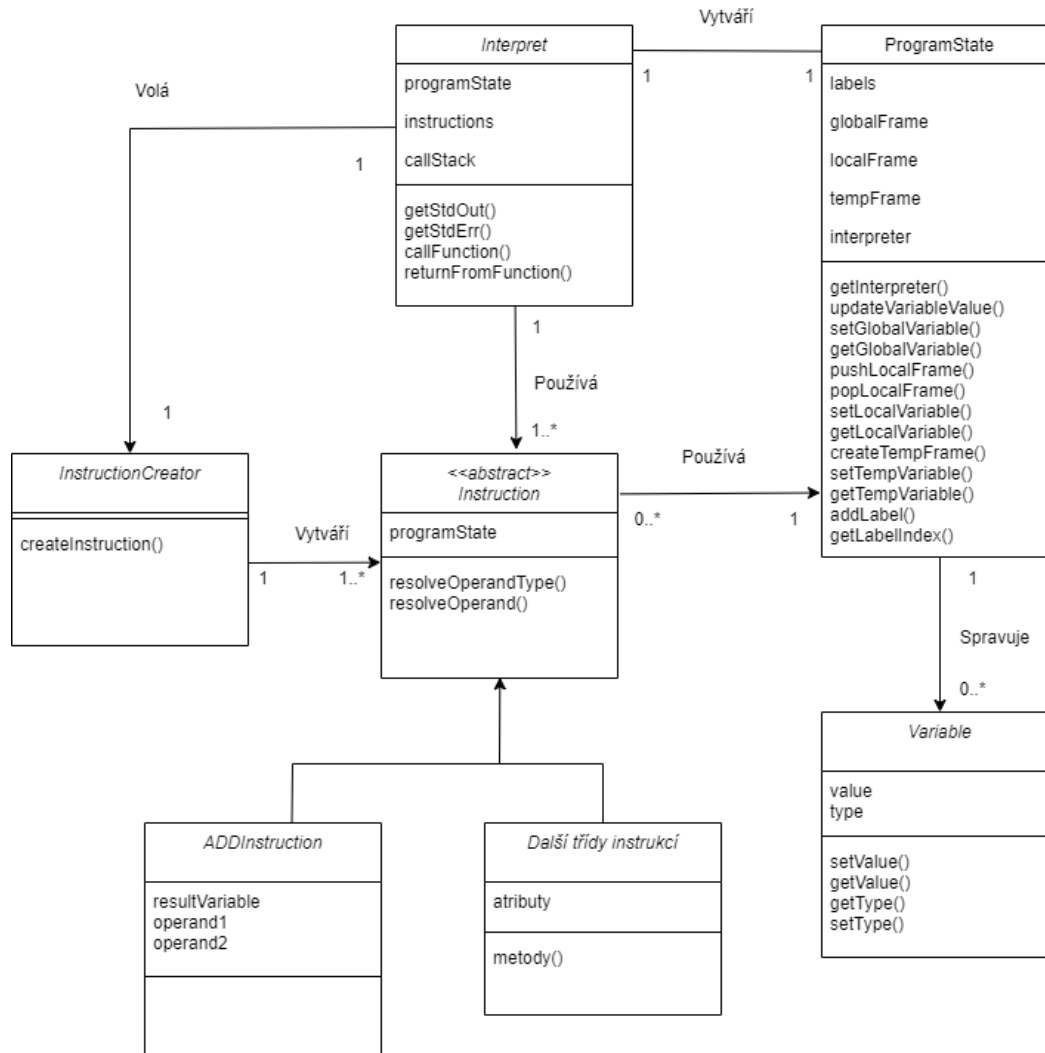 Vytváří
Interpret
programState
instructions
callStack
getStdOut()
getStdErr()
callFunction()
returnFromFunction()
1
1
ProgramState
labels
globalFrame
localFrame
tempFrame
interpreter
getInterpreter()
updateVariableValue()
setGlobalVariable()
getGlobalVariable()
pushLocalFrame()
popLocalFrame()
setLocalVariable()
getLocalVariable()
createTempFrame()
setTempVariable()
getTempVariable()
addLabel()
getLabelIndex()
Volá
1
1
1
Používá
1..*
InstructionCreator
createInstruction()
Vytváří
1
1..*
<<abstract>>
Instruction
programState
resolveOperandType()
resolveOperand()
Používá
0..*
1
1
Spravuje
0..*
Variable
value
type
setValue()
getValue()
getType()
setType()
ADDInstruction
resultVariable
operand1
operand2
Další třídy instrukcí
atributy
metody()